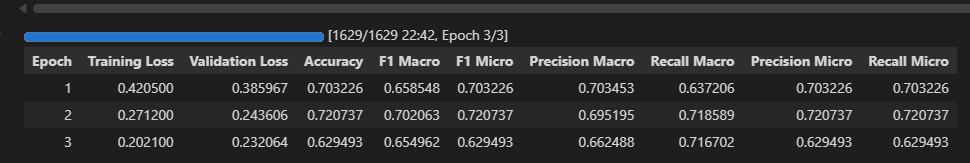 [1629/1629 22:42, Epoch 3/3]
Epoch Training Loss Validation Loss Accuracy F1 Macro F1 Micro Precision Macro Recall Macro Precision Micro Recall Micro
1 0.420500 0.385967 0.703226 0.658548 0.703226 0.703453 0.637206 0.703226 0.703226
2 0.271200 0.243606 0.720737 0.702063 0.720737 0.695195 0.718589 0.720737 0.720737
3 0.202100 0.232064 0.629493 0.654962 0.629493 0.662488 0.716702 0.629493 0.629493